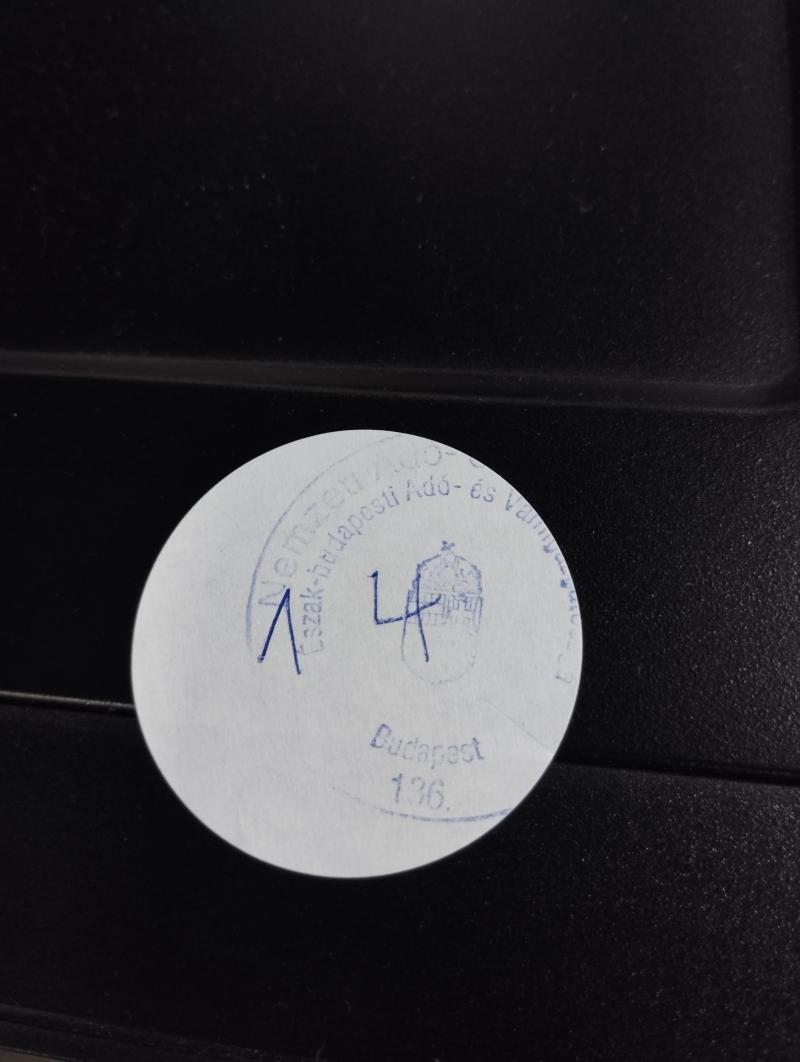 Nemzeti Adó-
Észak-budapesti Adó- és
1 4
Budapest
136.